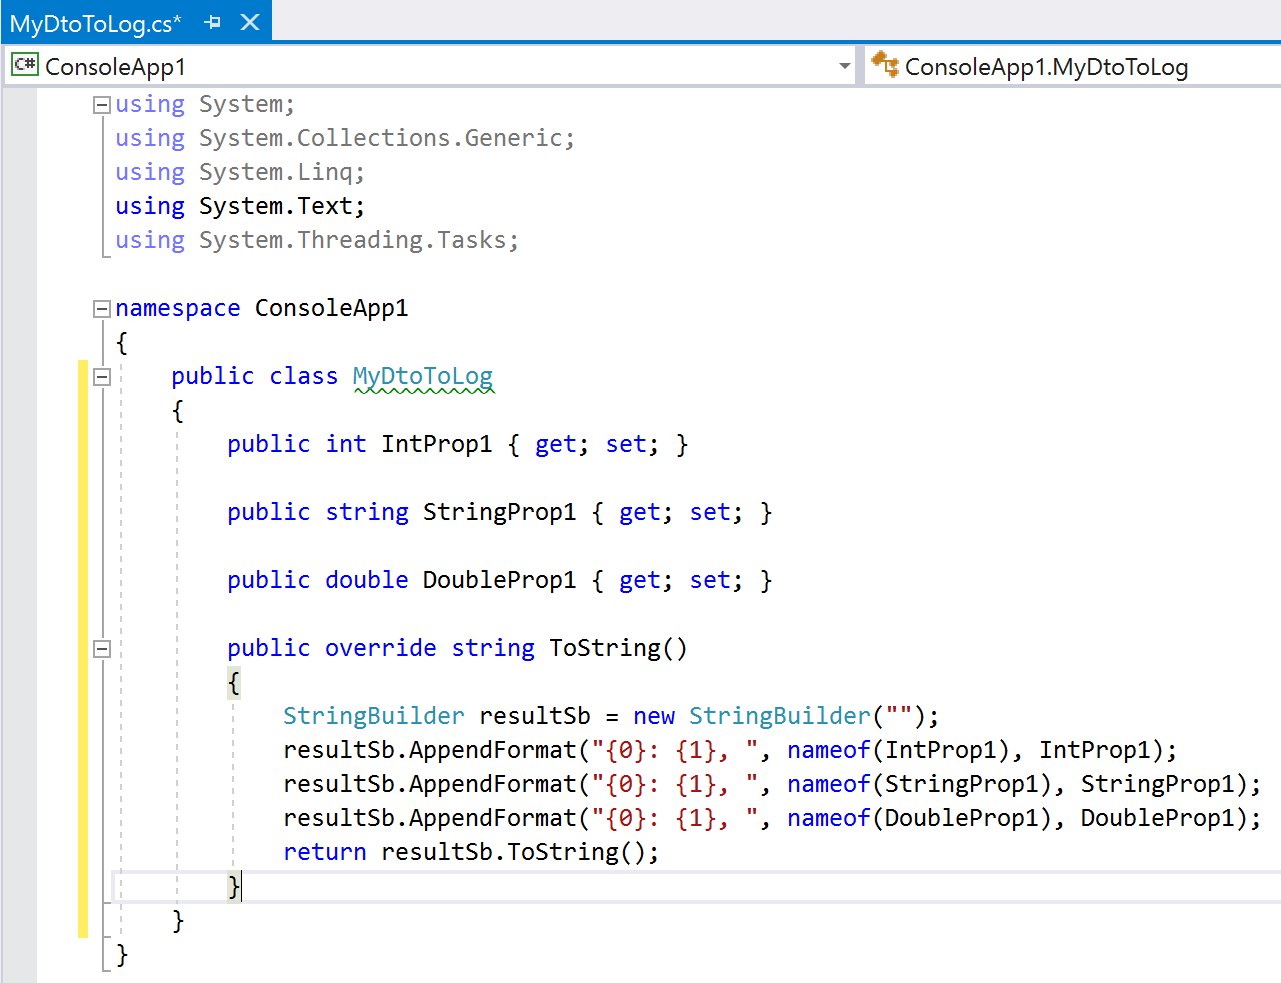 MyDtoToLog.cs*
C# ConsoleApp1 ConsoleApp1.MyDtoToLog
using System;
using System.Collections.Generic;
using System.Linq;
using System.Text;
using System.Threading.Tasks;
namespace ConsoleApp1
{
public class MyDtoToLog
{
public int IntProp1 { get; set; }
public string StringProp1 { get; set; }
public double DoubleProp1 { get; set; }
public override string ToString()
{
StringBuilder resultSb = new StringBuilder("");
resultSb.AppendFormat("{0}: {1}, ", nameof(IntProp1), IntProp1);
resultSb.AppendFormat("{0}: {1}, ", nameof(StringProp1), StringProp1);
resultSb.AppendFormat("{0}: {1}, ", nameof(DoubleProp1), DoubleProp1);
return resultSb.ToString();
}
}
}